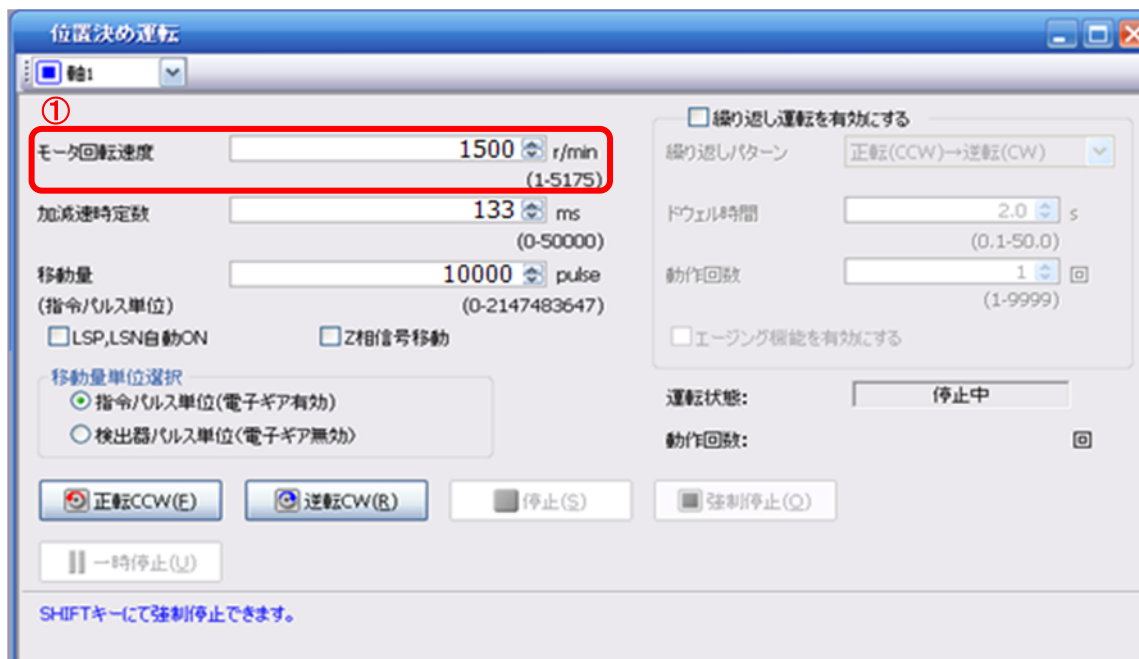 位置決め運転
軸1
①
モータ回転速度 1500 r/min
(1-5175)
加減速時定数 133 ms
(0-50000)
移動量 10000 pulse
(指令パルス単位) (0-2147483647)
LSP,LSN自動ON Z相信号移動
移動量単位選択
指令パルス単位(電子ギア有効)
検出器パルス単位(電子ギア無効)
繰り返し運転を有効にする
繰り返しパターン 正転(CCW)→逆転(CW)
ドウェル時間 2.0 s
(0.1-50.0)
動作回数 1 回
(1-9999)
エージング機能を有効にする
運転状態: 停止中
動作回数: 回
正転CCW(F) 逆転CW(R) 停止(S) 強制停止(O)
一時停止(U)
SHIFTキーにて強制停止できます。